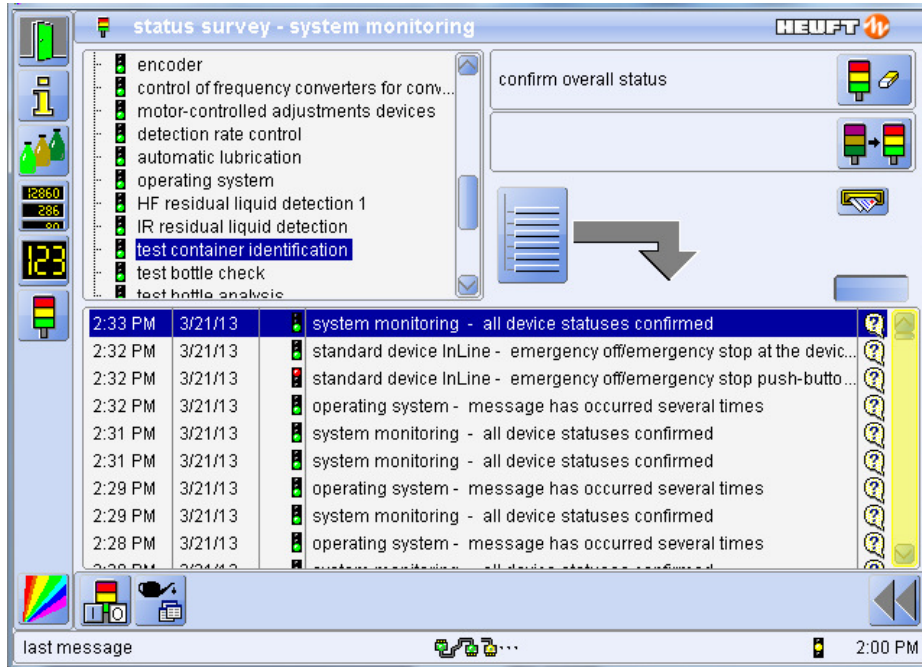 status survey - system monitoring
HEUFT
encoder
control of frequency converters for conv...
motor-controlled adjustments devices
detection rate control
automatic lubrication
operating system
HF residual liquid detection 1
IR residual liquid detection
test container identification
test bottle check
test bottle analysis
confirm overall status
12860
286
90
123
2:33 PM 3/21/13 system monitoring - all device statuses confirmed
2:32 PM 3/21/13 standard device InLine - emergency off/emergency stop at the devic...
2:32 PM 3/21/13 standard device InLine - emergency off/emergency stop push-butto...
2:32 PM 3/21/13 operating system - message has occurred several times
2:31 PM 3/21/13 system monitoring - all device statuses confirmed
2:31 PM 3/21/13 system monitoring - all device statuses confirmed
2:29 PM 3/21/13 operating system - message has occurred several times
2:29 PM 3/21/13 system monitoring - all device statuses confirmed
2:28 PM 3/21/13 operating system - message has occurred several times
I O
last message
2:00 PM